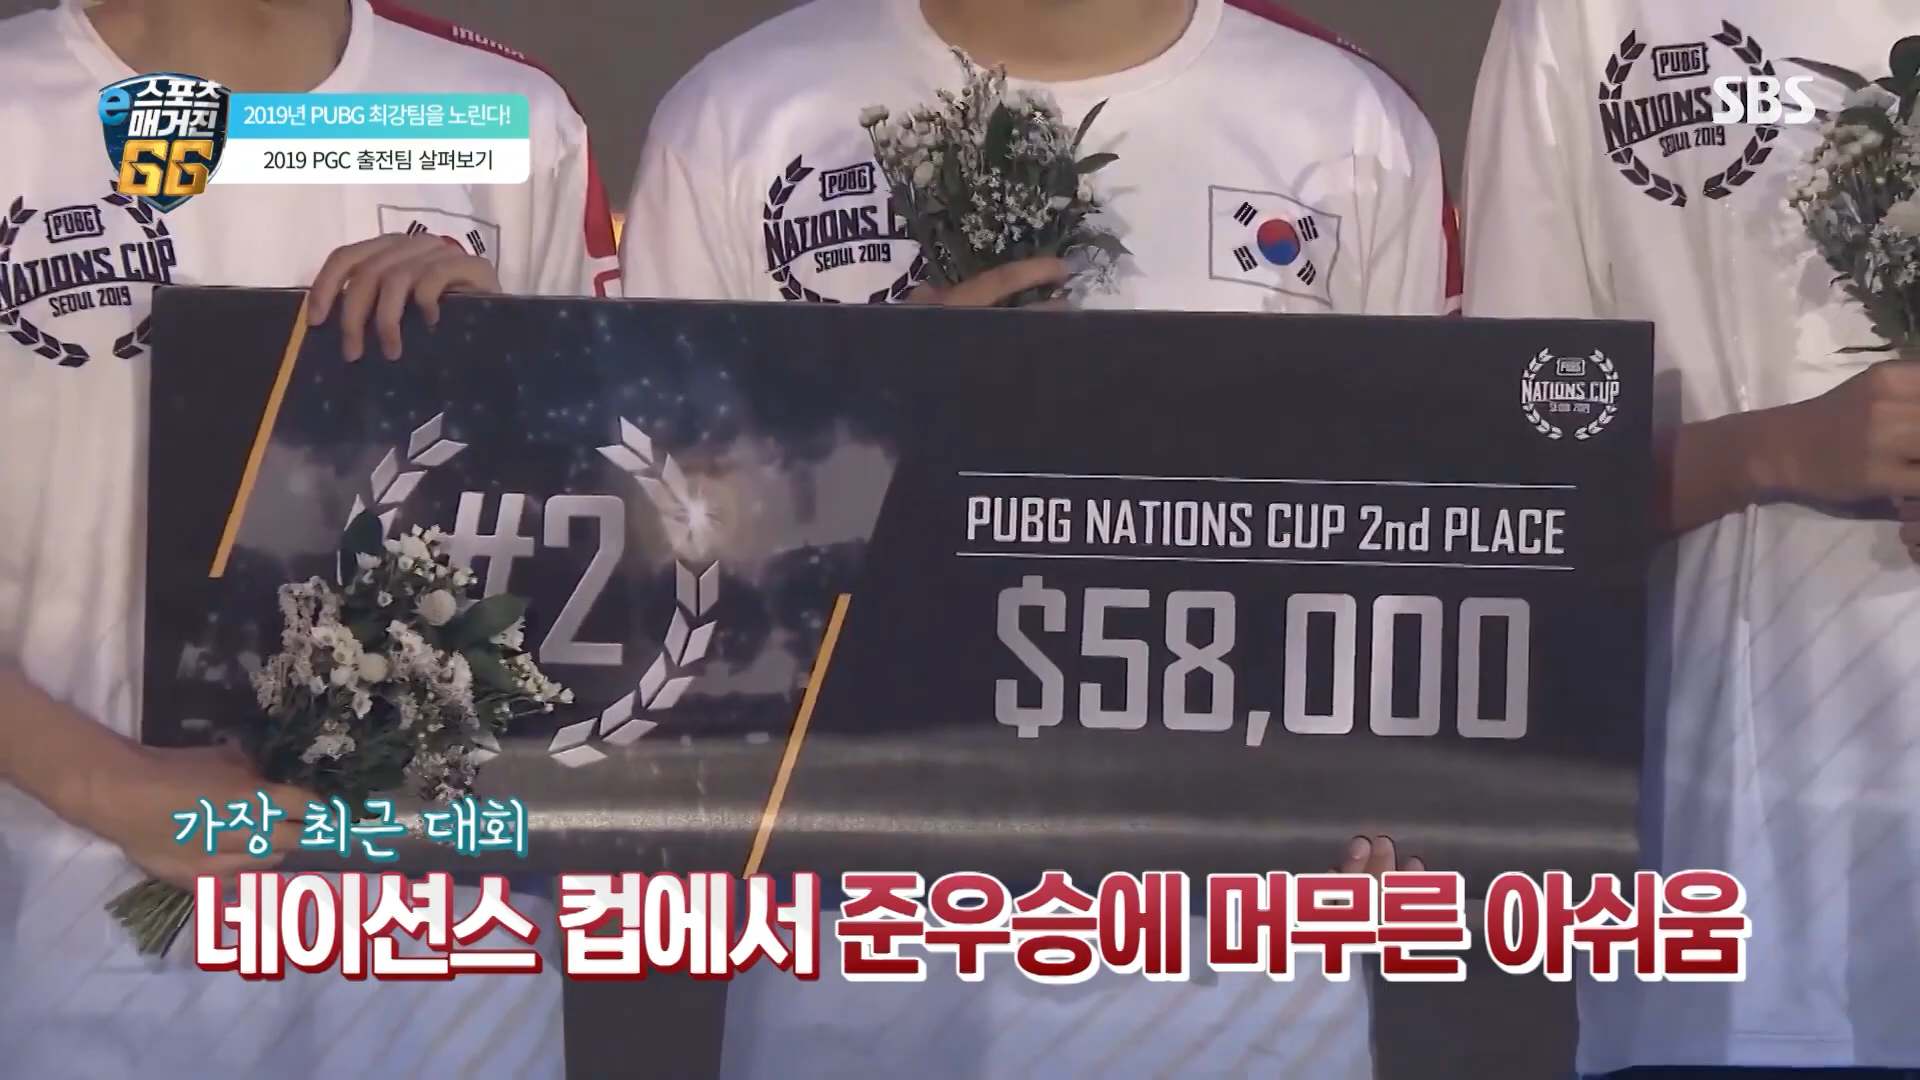 e스포츠
매거진
GG
2019년 PUBG 최강팀을 노린다!
2019 PGC 출전팀 살펴보기
SBS
PUBG
NATIONS CUP
SEOUL 2019
PUBG
NATIONS C
SEOUL 2019
PUBG
NATIONS
SEOUL 2019
PUBG
NATIONS CUP
SEOUL 2019
#2
PUBG NATIONS CUP 2nd PLACE
$58,000
가장 최근 대회
네이션스 컵에서 준우승에 머무른 아쉬움